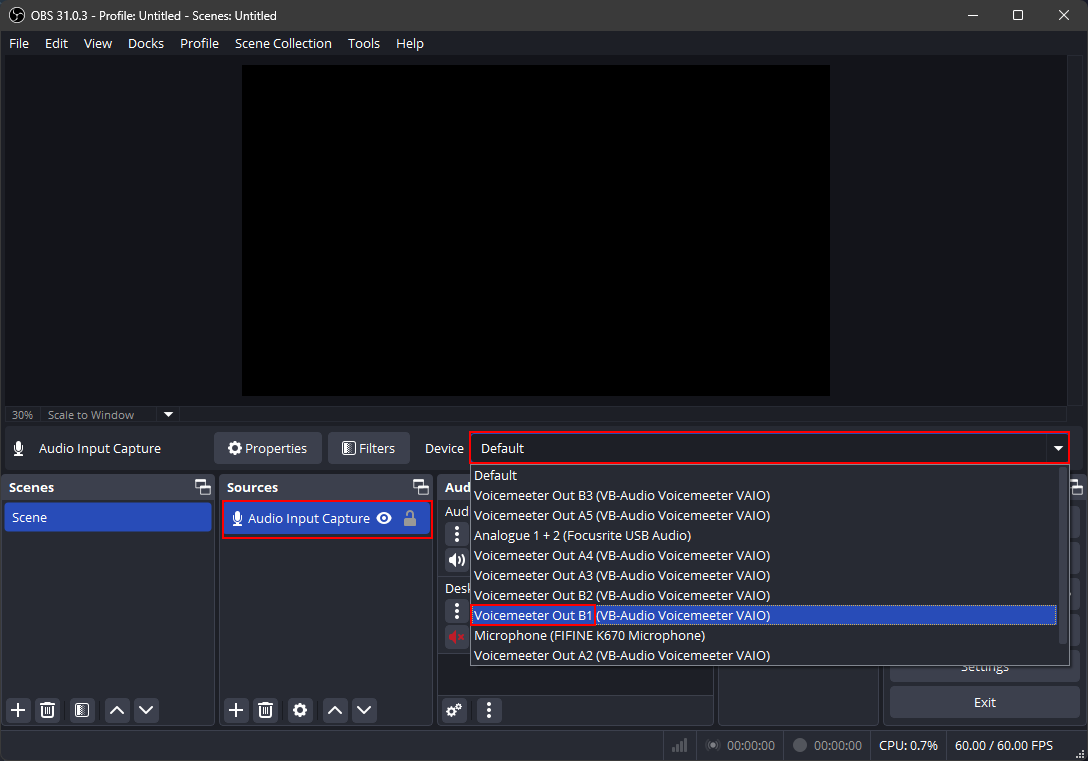 OBS 31.0.3 - Profile: Untitled - Scenes: Untitled
File Edit View Docks Profile Scene Collection Tools Help
30% Scale to Window
Audio Input Capture Properties Filters Device Default
Default
Voicemeeter Out B3 (VB-Audio Voicemeeter VAIO)
Voicemeeter Out A5 (VB-Audio Voicemeeter VAIO)
Analogue 1 + 2 (Focusrite USB Audio)
Voicemeeter Out A4 (VB-Audio Voicemeeter VAIO)
Voicemeeter Out A3 (VB-Audio Voicemeeter VAIO)
Voicemeeter Out B2 (VB-Audio Voicemeeter VAIO)
Voicemeeter Out B1 (VB-Audio Voicemeeter VAIO)
Microphone (FIFINE K670 Microphone)
Voicemeeter Out A2 (VB-Audio Voicemeeter VAIO)
Scenes
Scene
Sources
Audio Input Capture
Aud
Aud
Desk
Settings
Exit
00:00:00 00:00:00 CPU: 0.7% 60.00 / 60.00 FPS